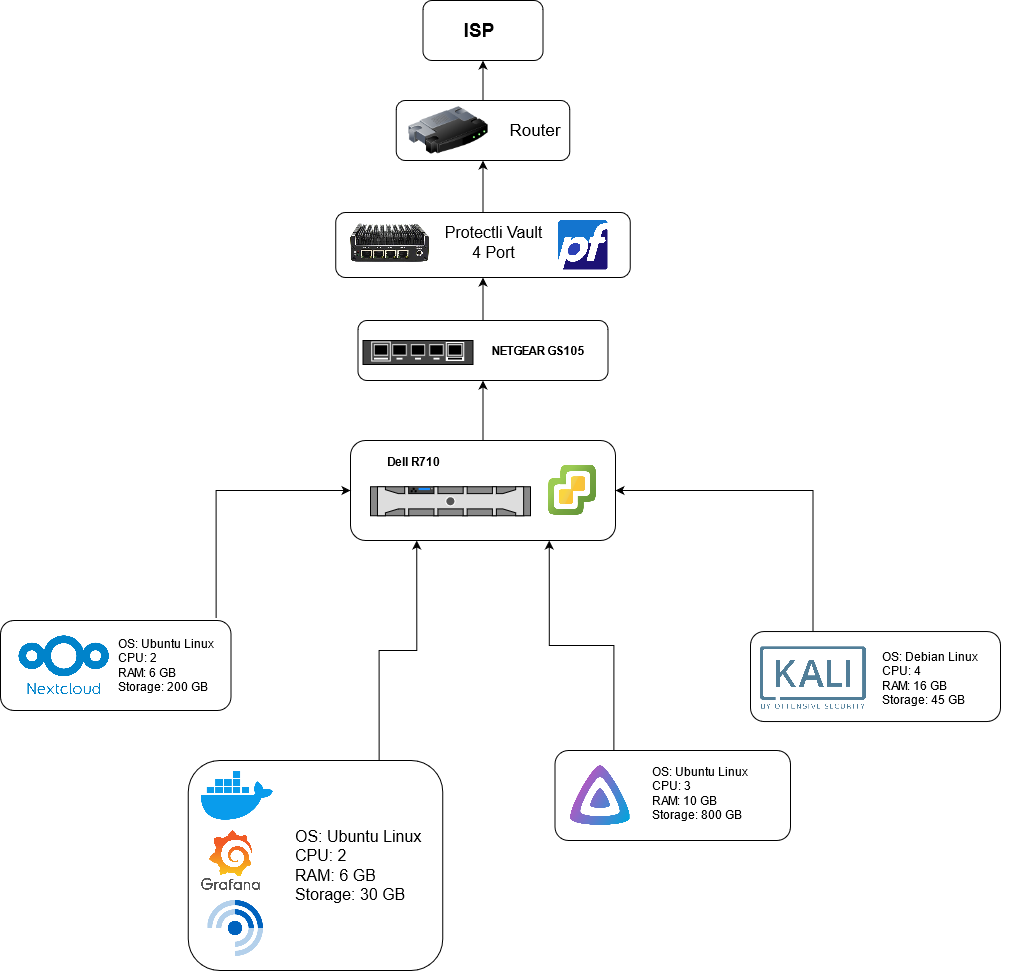 ISP
Router
Protectli Vault
4 Port
pf
NETGEAR GS105
Dell R710
Nextcloud
OS: Ubuntu Linux
CPU: 2
RAM: 6 GB
Storage: 200 GB
KALI
BY OFFENSIVE SECURITY
OS: Debian Linux
CPU: 4
RAM: 16 GB
Storage: 45 GB
Grafana
OS: Ubuntu Linux
CPU: 2
RAM: 6 GB
Storage: 30 GB
OS: Ubuntu Linux
CPU: 3
RAM: 10 GB
Storage: 800 GB